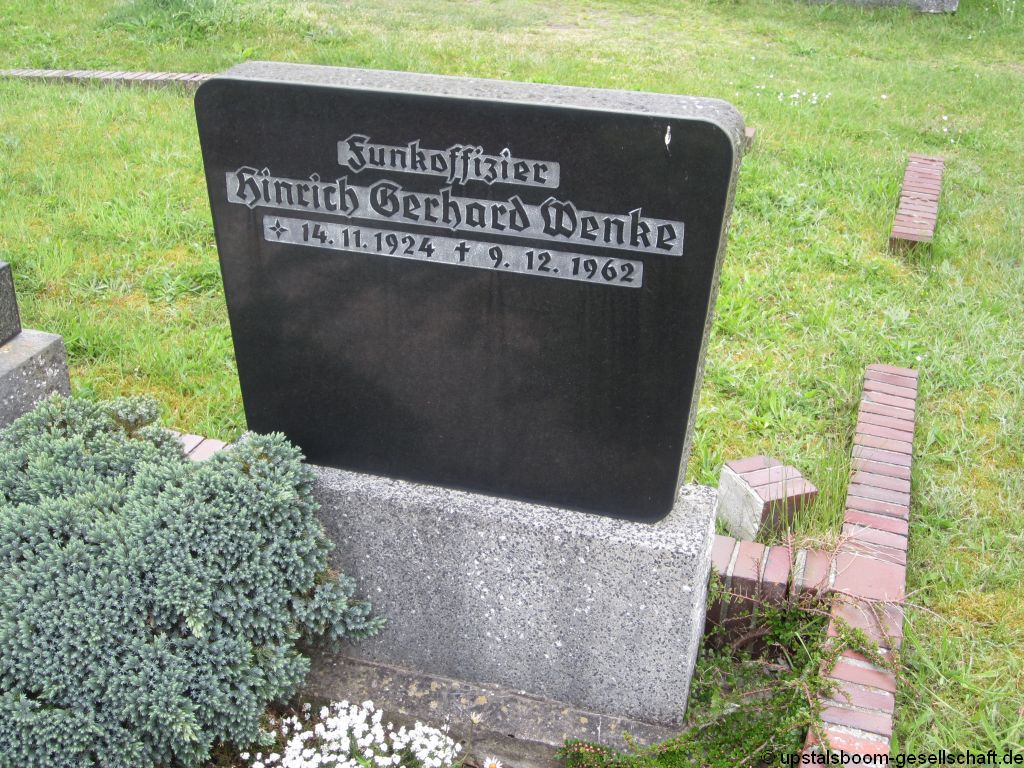 Funkoffizier
Hinrich Gerhard Wenke
✧ 14. 11. 1924 ✝ 9. 12. 1962
© upstalsboom-gesellschaft.de